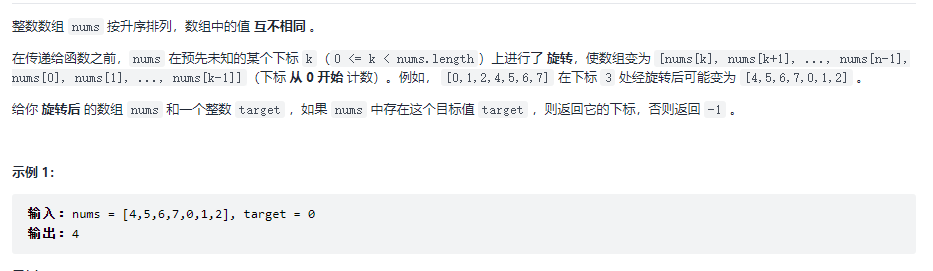 整数数组 nums 按升序排列，数组中的值 互不相同 。
在传递给函数之前，nums 在预先未知的某个下标 k（0 <= k < nums.length）上进行了 旋转，使数组变为 [nums[k], nums[k+1], ..., nums[n-1],
nums[0], nums[1], ..., nums[k-1]]（下标 从 0 开始 计数）。例如， [0,1,2,4,5,6,7] 在下标 3 处经旋转后可能变为 [4,5,6,7,0,1,2] 。
给你 旋转后 的数组 nums 和一个整数 target ，如果 nums 中存在这个目标值 target ，则返回它的下标，否则返回 -1 。
示例 1：
输入：nums = [4,5,6,7,0,1,2], target = 0
输出：4